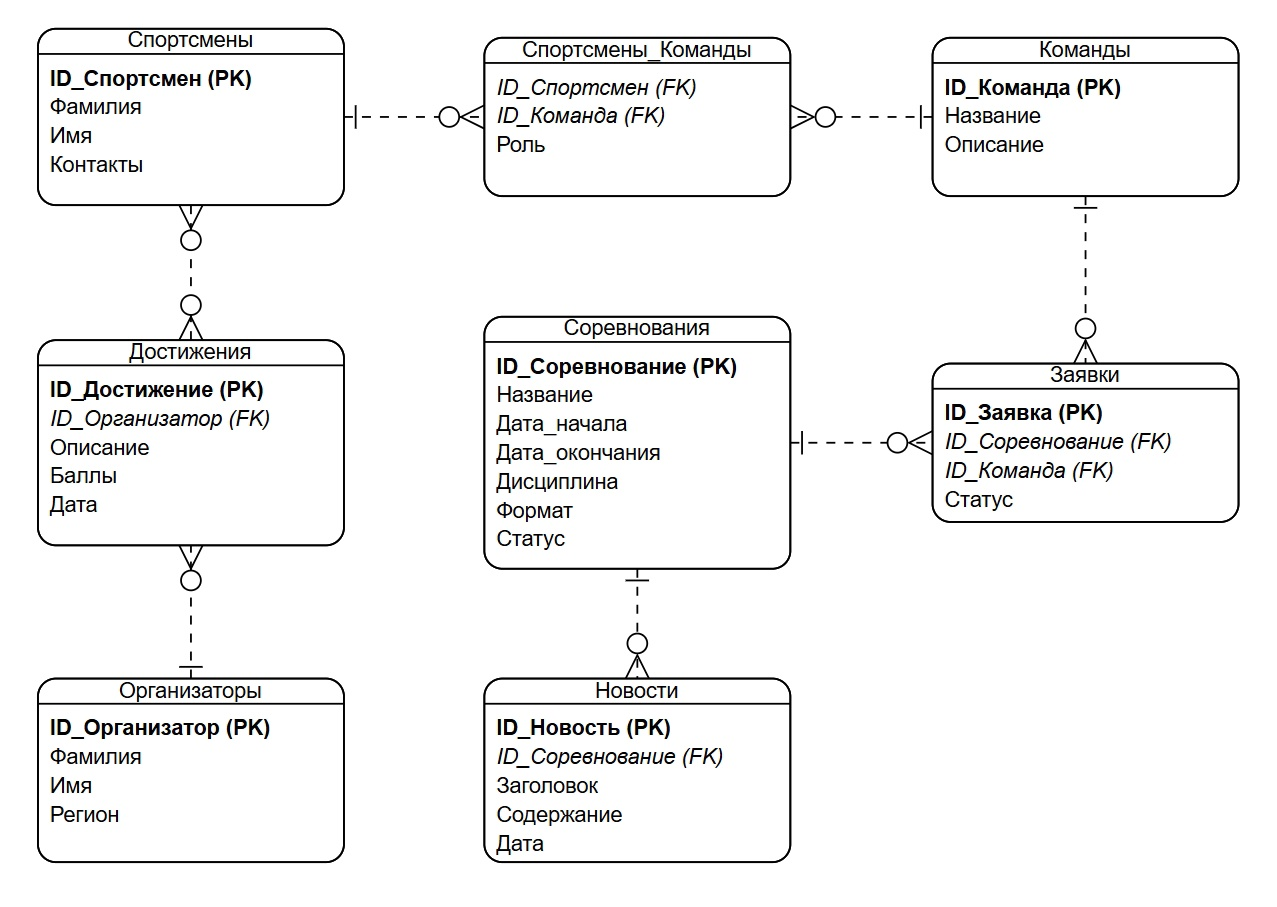 Спортсмены
ID_Спортсмен (PK)
Фамилия
Имя
Контакты
Спортсмены_Команды
ID_Спортсмен (FK)
ID_Команда (FK)
Роль
Команды
ID_Команда (PK)
Название
Описание
Достижения
ID_Достижение (PK)
ID_Организатор (FK)
Описание
Баллы
Дата
Соревнования
ID_Соревнование (PK)
Название
Дата_начала
Дата_окончания
Дисциплина
Формат
Статус
Заявки
ID_Заявка (PK)
ID_Соревнование (FK)
ID_Команда (FK)
Статус
Организаторы
ID_Организатор (PK)
Фамилия
Имя
Регион
Новости
ID_Новость (PK)
ID_Соревнование (FK)
Заголовок
Содержание
Дата